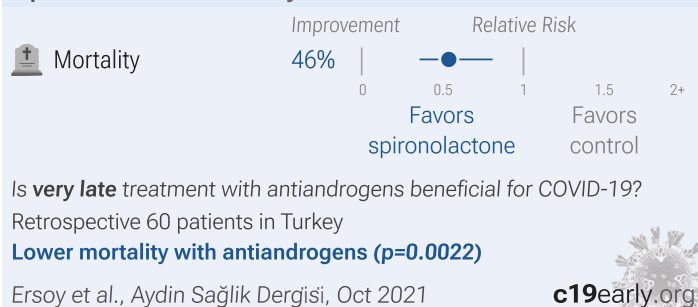 Improvement Relative Risk
Mortality 46%
0 0.5 1 1.5 2+
Favors spironolactone
Favors control
Is very late treatment with antiandrogens beneficial for COVID-19?
Retrospective 60 patients in Turkey
Lower mortality with antiandrogens (p=0.0022)
Ersoy et al., Aydin Sağlik Dergisi, Oct 2021
c19early.org